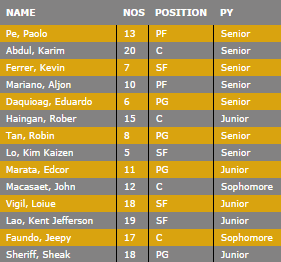 NAME NOS POSITION PY
Pe, Paolo 13 PF Senior
Abdul, Karim 20 C Senior
Ferrer, Kevin 7 SF Senior
Mariano, Aljon 10 PF Senior
Daquioag, Eduardo 6 PG Senior
Haingan, Rober 15 C Junior
Tan, Robin 8 PG Senior
Lo, Kim Kaizen 5 SF Senior
Marata, Edcor 11 PG Junior
Macasaet, John 12 C Sophomore
Vigil, Loiue 18 SF Junior
Lao, Kent Jefferson 19 SF Junior
Faundo, Jeepy 17 C Sophomore
Sheriff, Sheak 18 PG Junior